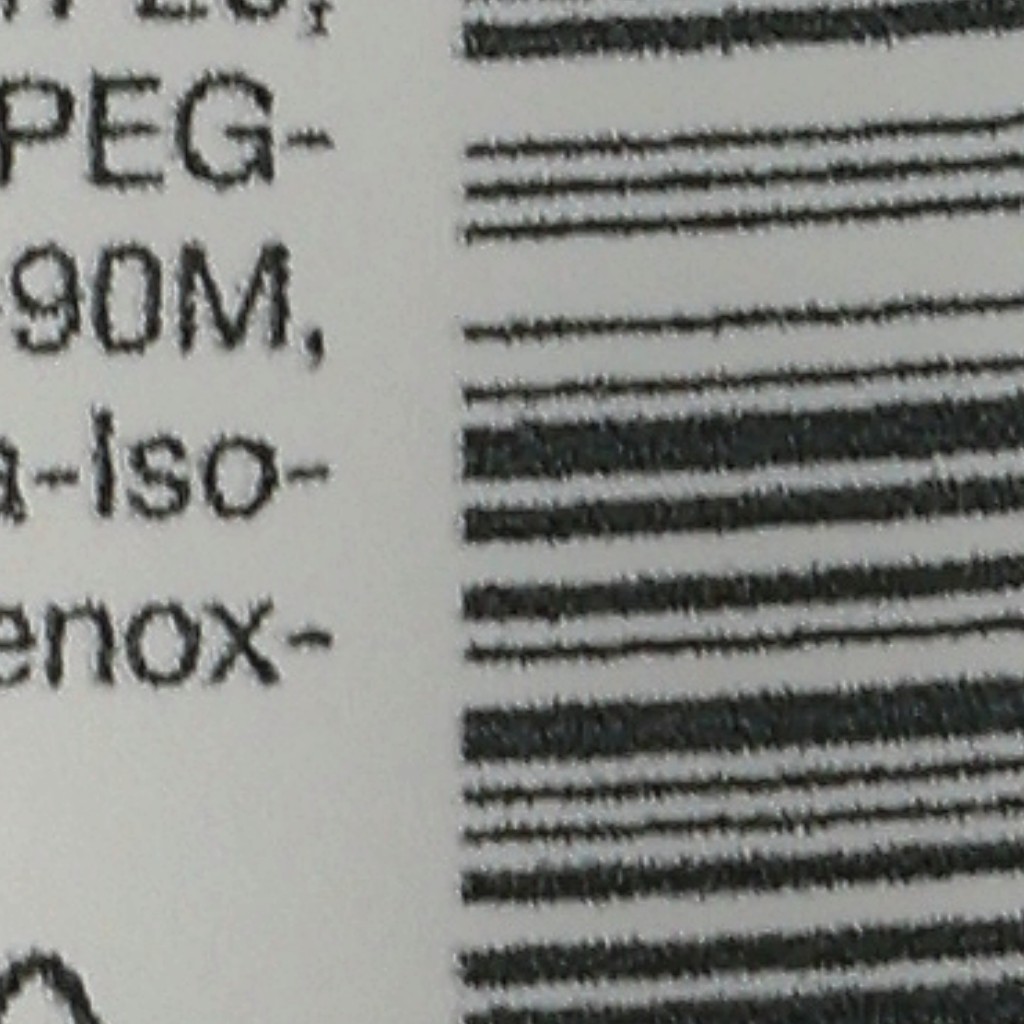 PEG-
90M,
a-Iso-
enox-